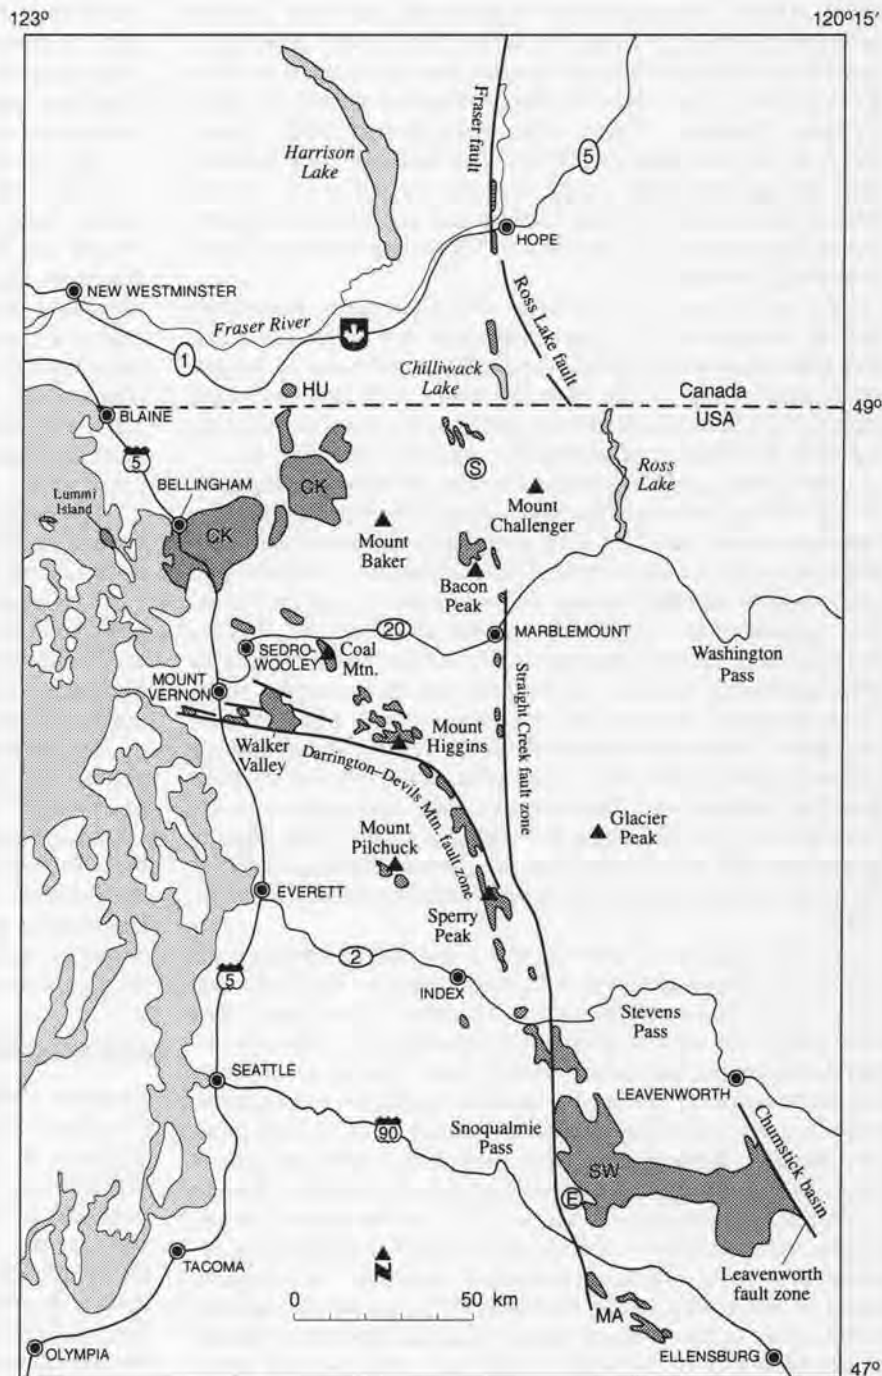 123°
120°15'
Harrison
Lake
Fraser fault
5
HOPE
NEW WESTMINSTER
Fraser River
Ross Lake fault
1
Chilliwack
Lake
HU
Canada
USA
49°
BLAINE
5
BELLINGHAM
Lummi
Island
CK
CK
S
Mount
Baker
Mount
Challenger
Ross
Lake
Bacon
Peak
20
MARBLEMOUNT
SEDRO-
WOOLEY
Coal
Mtn.
Washington
Pass
MOUNT
VERNON
Walker
Valley
Mount
Higgins
Darrington–Devils Mtn. fault zone
Straight Creek fault zone
Glacier
Peak
Mount
Pilchuck
EVERETT
Sperry
Peak
2
INDEX
5
Stevens
Pass
SEATTLE
LEAVENWORTH
90
Snoqualmie
Pass
Chumstick basin
SW
E
TACOMA
N
Leavenworth
fault zone
0 50 km
MA
OLYMPIA
ELLENSBURG
47°